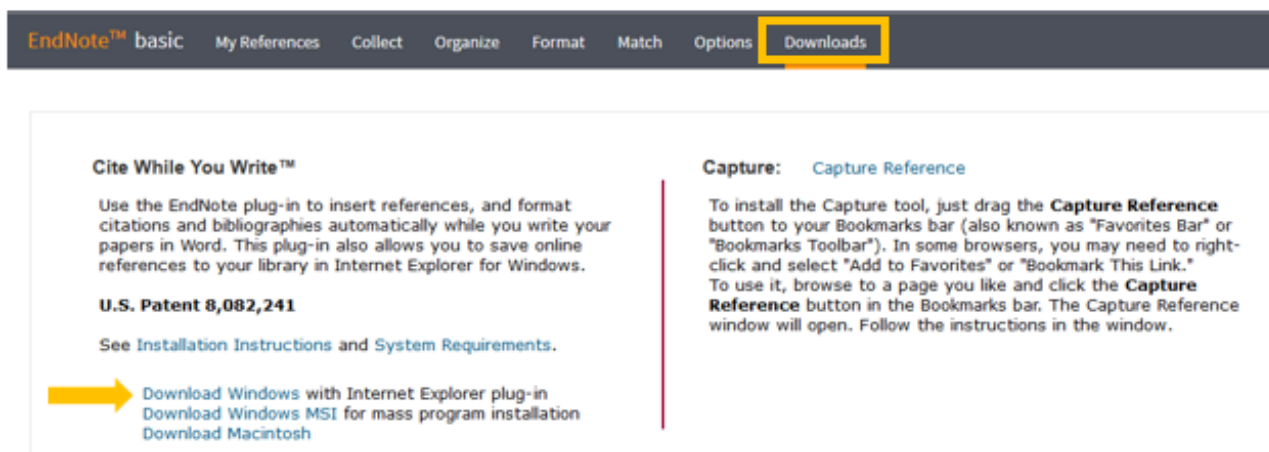 EndNote™ basic My References Collect Organize Format Match Options Downloads
Cite While You Write™
Use the EndNote plug-in to insert references, and format
citations and bibliographies automatically while you write your
papers in Word. This plug-in also allows you to save online
references to your library in Internet Explorer for Windows.
U.S. Patent 8,082,241
See Installation Instructions and System Requirements.
Download Windows with Internet Explorer plug-in
Download Windows MSI for mass program installation
Download Macintosh
Capture: Capture Reference
To install the Capture tool, just drag the Capture Reference
button to your Bookmarks bar (also known as "Favorites Bar" or
"Bookmarks Toolbar"). In some browsers, you may need to right-
click and select "Add to Favorites" or "Bookmark This Link."
To use it, browse to a page you like and click the Capture
Reference button in the Bookmarks bar. The Capture Reference
window will open. Follow the instructions in the window.